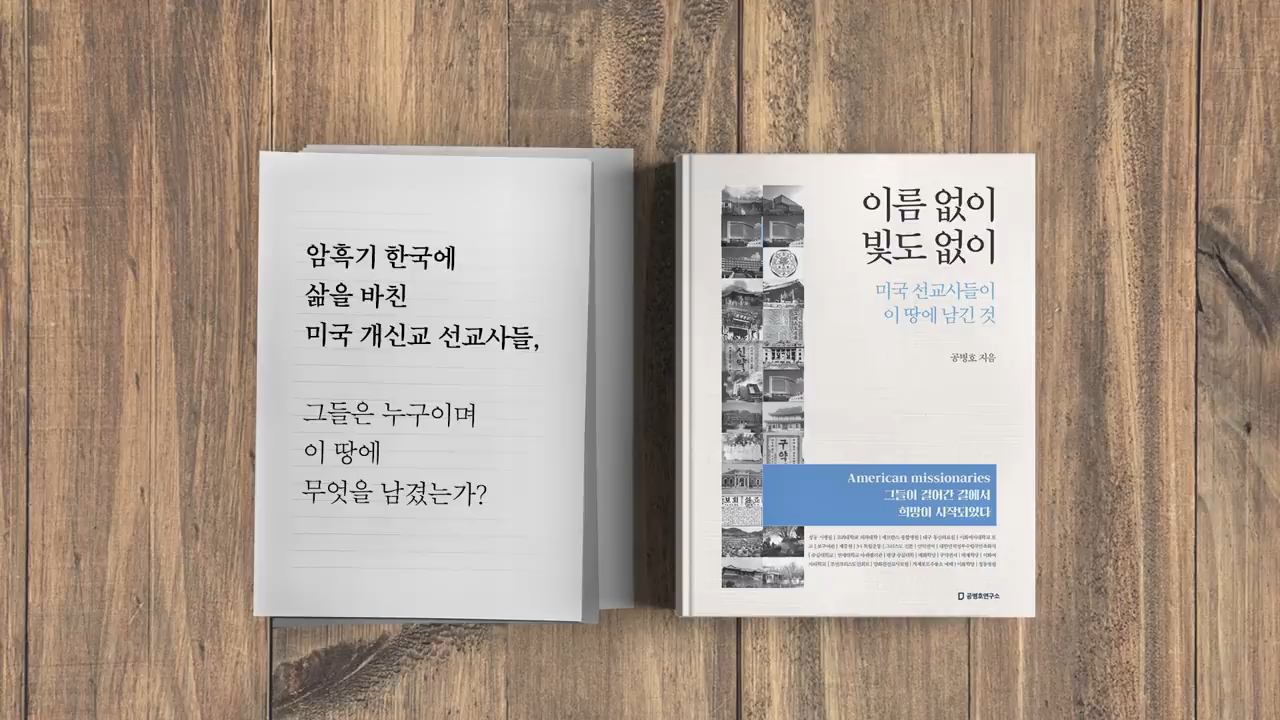 암흑기 한국에
삶을 바친
미국 개신교 선교사들,
그들은 누구이며
이 땅에
무엇을 남겼는가?
이름 없이
빛도 없이
미국 선교사들이
이 땅에 남긴 것
공병호 지음
신약
구약
American missionaries
그들이 걸어간 길에서
희망이 시작되었다
공병호연구소